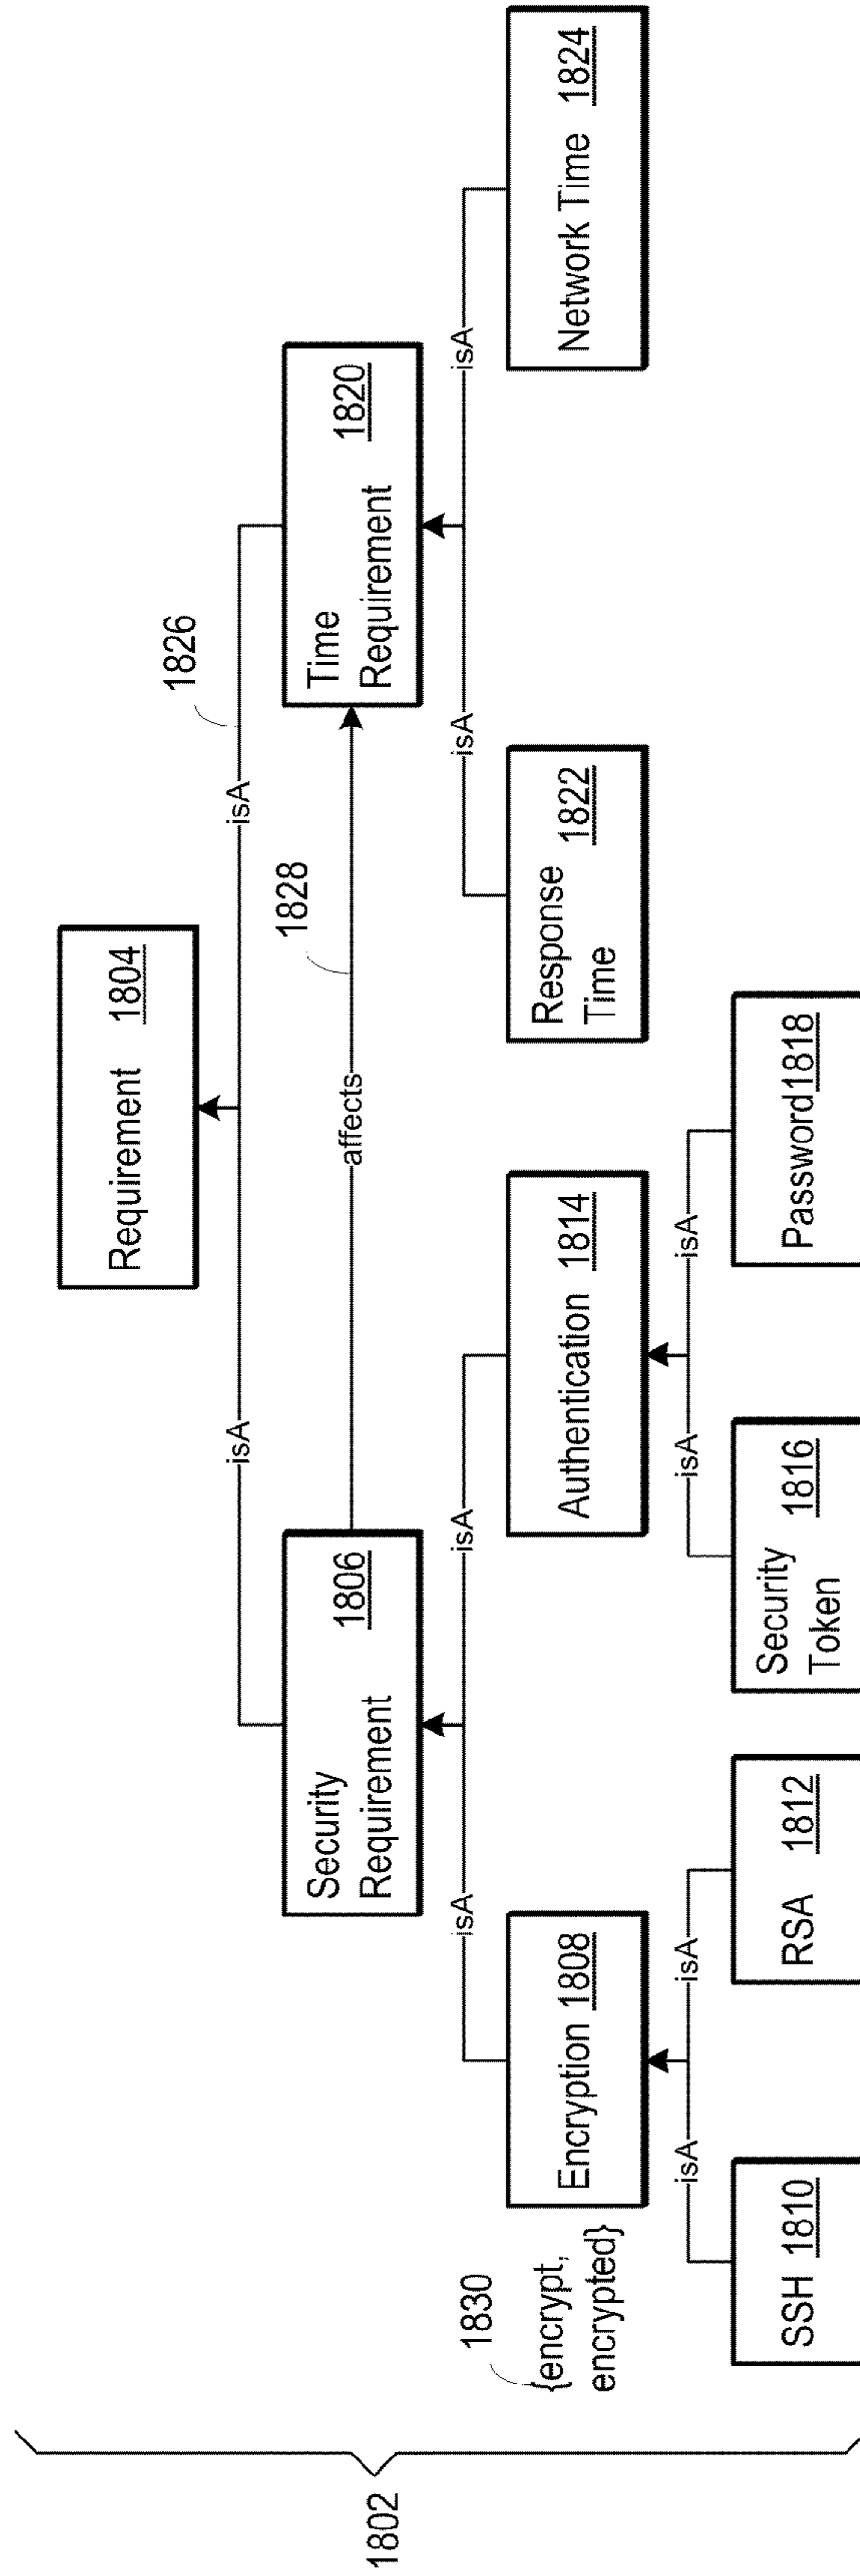 1802
Requirement 1804
isA
isA
1826
Security
Requirement
1806
affects
1828
Time
Requirement
1820
isA
isA
isA
isA
1830
{encrypt,
encrypted}
Encryption 1808
Authentication 1814
Response
Time
1822
Network Time 1824
isA
isA
isA
isA
SSH 1810
RSA 1812
Security
Token
1816
Password1818